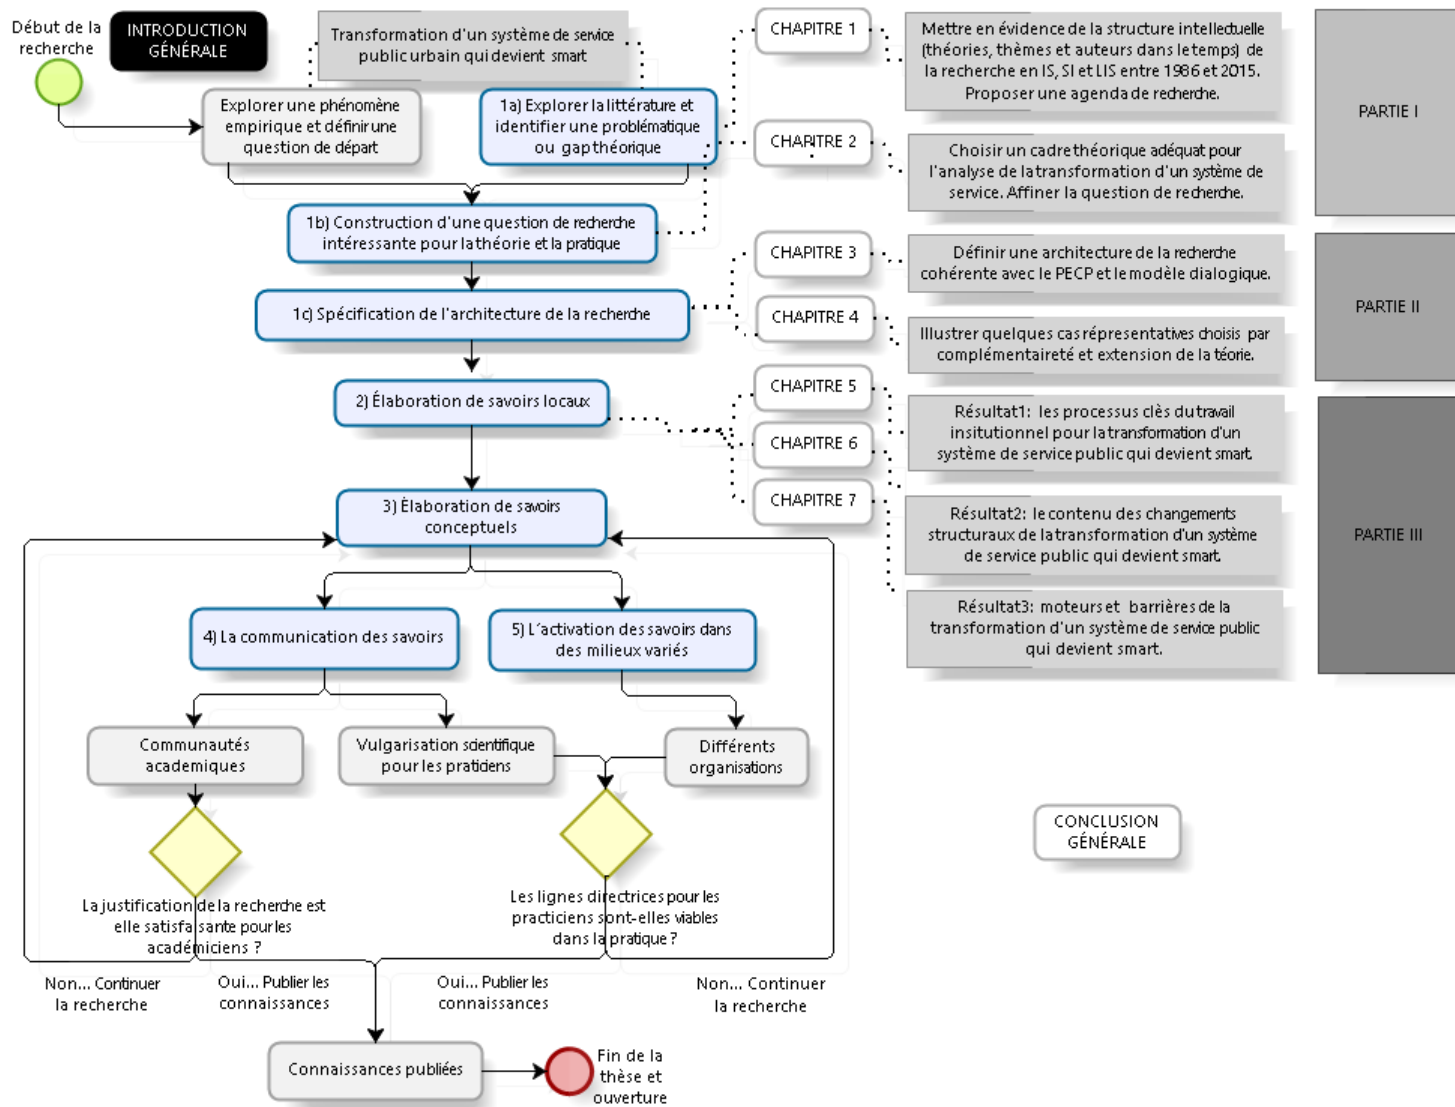 Début de la
recherche
INTRODUCTION
GÉNÉRALE
Transformation d'un système de service
public urbain qui devient smart
Explorer une phénomène
empirique et définir une
question de départ
1a) Explorer la littérature et
identifier une problématique
ou gap théorique
1b) Construction d'une question de recherche
intéressante pour la théorie et la pratique
1c) Spécification de l'architecture de la recherche
2) Élaboration de savoirs locaux
3) Élaboration de savoirs
conceptuels
4) La communication des savoirs
5) L'activation des savoirs dans
des milieux variés
Communautés
académiques
Vulgarisation scientifique
pour les praticiens
Différents
organisations
La justification de la recherche est
elle satisfaisante pour les
académiciens ?
Les lignes directrices pour les
practiciens sont-elles viables
dans la pratique ?
Non... Continuer
la recherche
Oui... Publier les
connaissances
Oui... Publier les
connaissances
Non... Continuer
la recherche
Connaissances publiées
Fin de la
thèse et
ouverture
CHAPITRE 1
CHAPITRE 2
CHAPITRE 3
CHAPITRE 4
CHAPITRE 5
CHAPITRE 6
CHAPITRE 7
Mettre en évidence de la structure intellectuelle
(théories, thèmes et auteurs dans le temps) de
la recherche en IS, SI et LIS entre 1986 et 2015.
Proposer une agenda de recherche.
Choisir un cadre théorique adéquat pour
l'analyse de la transformation d'un système de
service. Affiner la question de recherche.
Définir une architecture de la recherche
cohérente avec le PECP et le modèle dialogique.
Illustrer quelques cas répresentatives choisis par
complémentaireté et extension de la téorie.
Résultat1: les processus clés du travail
insitutionnel pour la transformation d'un
système de service public qui devient smart.
Résultat2: le contenu des changements
structuraux de la transformation d'un système
de service public qui devient smart.
Résultat3: moteurs et barrières de la
transformation d'un système de service public
qui devient smart.
PARTIE I
PARTIE II
PARTIE III
CONCLUSION
GÉNÉRALE